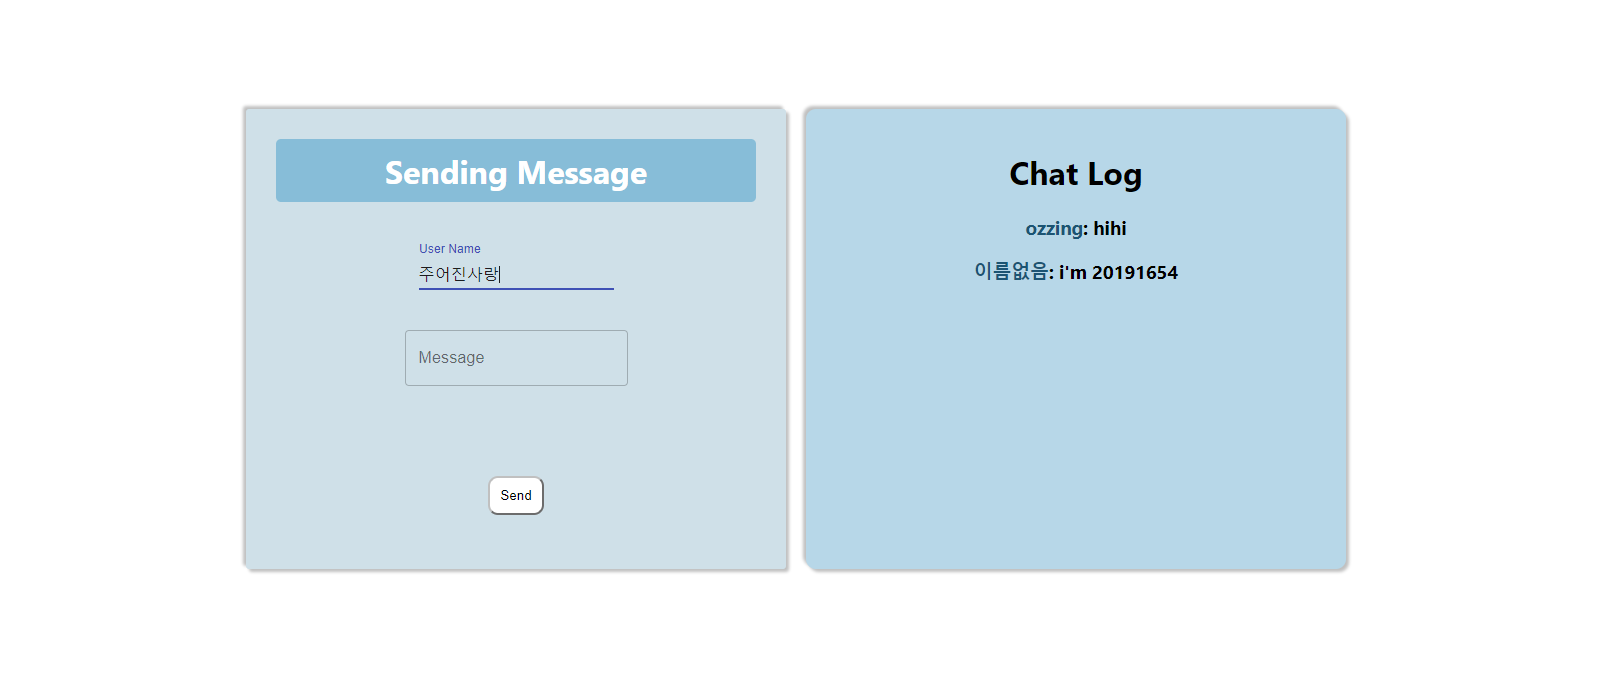 Sending Message
User Name
주어진사랑
Message
Send
Chat Log
ozzing: hihi
이름없음: i'm 20191654